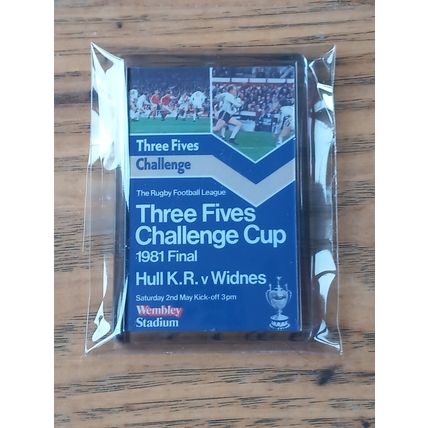 Three Fives
Challenge
The Rugby Football League
Three Fives
Challenge Cup
1981 Final
Hull K.R. v Widnes
Saturday 2nd May Kick-off 3pm
Wembley
Stadium